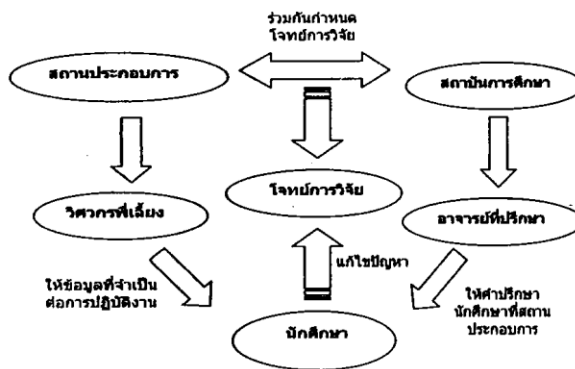 ร่วมกันกำหนด
โจทย์การวิจัย
สถานประกอบการ
สถาบันการศึกษา
โจทย์การวิจัย
วิศวกรพี่เลี้ยง
อาจารย์ที่ปรึกษา
แก้ไขปัญหา
ให้ข้อมูลที่จำเป็น
ต่อการปฏิบัติงาน
ให้คำปรึกษา
นักศึกษาที่สถาน
ประกอบการ
นักศึกษา